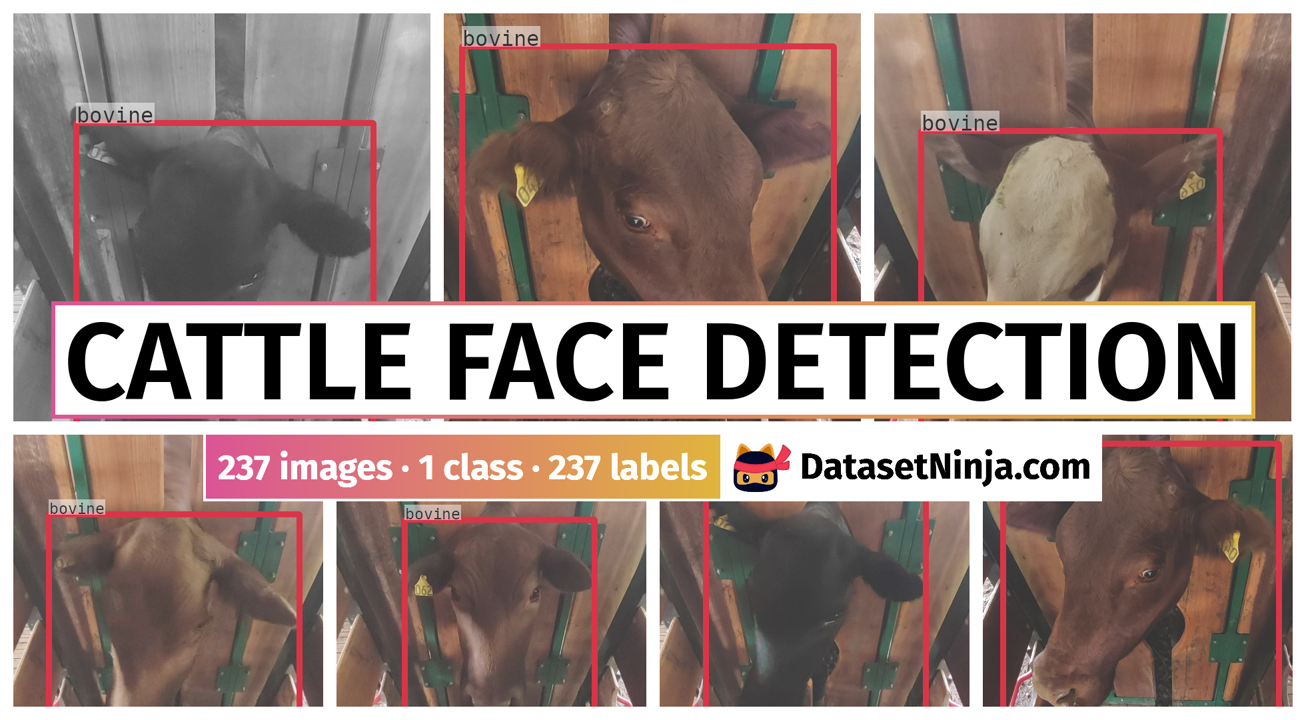 bovine
bovine
bovine
CATTLE FACE DETECTION
237 images · 1 class · 237 labels
DatasetNinja.com
bovine
bovine